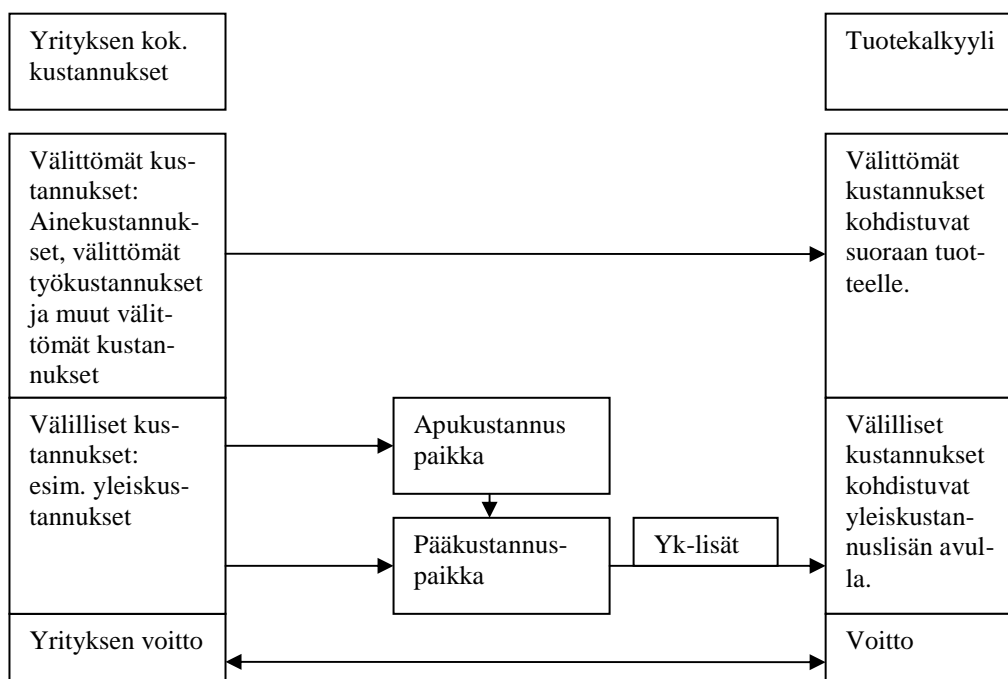 Yrityksen kok.
kustannukset
Tuotekalkyyli
Välittömät kus-
tannukset:
Ainekustannuk-
set, välittömät
työkustannukset
ja muut välit-
tömät kustan-
nukset
Välittömät
kustannukset
kohdistuvat
suoraan tuot-
teelle.
Välilliset kus-
tannukset:
esim. yleiskus-
tannukset
Apukustannus
paikka
Pääkustannus-
paikka
Yk-lisät
Välilliset
kustannukset
kohdistuvat
yleiskustan-
nuslisän avul-
la.
Yrityksen voitto
Voitto